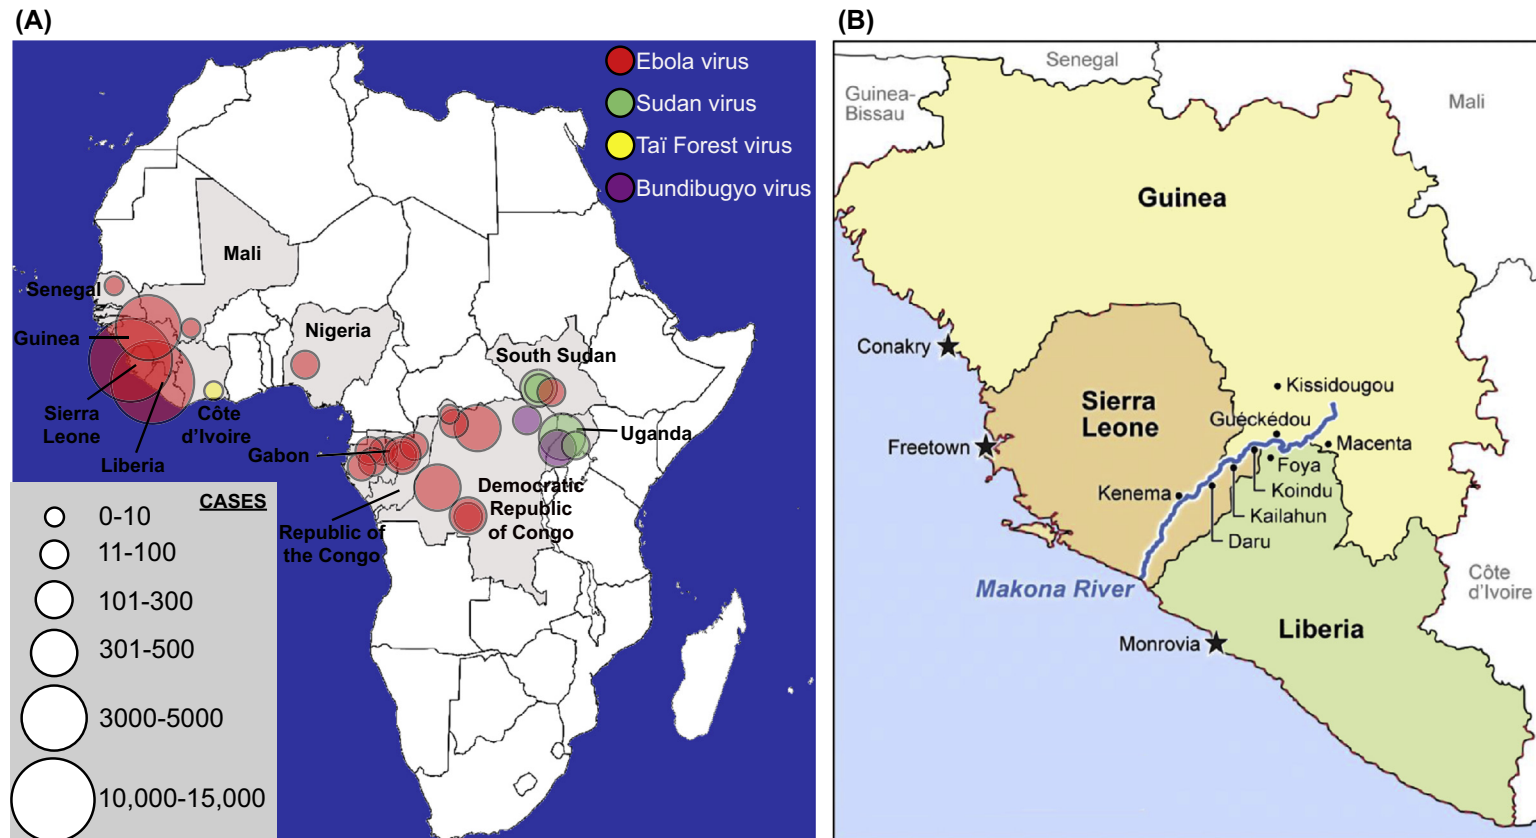 (A)
Ebola virus
Sudan virus
Taï Forest virus
Bundibugyo virus
Mali
Senegal
Nigeria
Guinea
South Sudan
Sierra
Leone
Côte
d'Ivoire
Uganda
Liberia
Gabon
Democratic
Republic
of Congo
Republic of
the Congo
CASES
0-10
11-100
101-300
301-500
3000-5000
10,000-15,000
(B)
Senegal
Guinea-
Bissau
Mali
Guinea
Conakry
Kissidougou
Sierra
Leone
Guéckédou
Freetown
Macenta
Foya
Kenema
Koindu
Kailahun
Daru
Makona River
Côte
d'Ivoire
Liberia
Monrovia